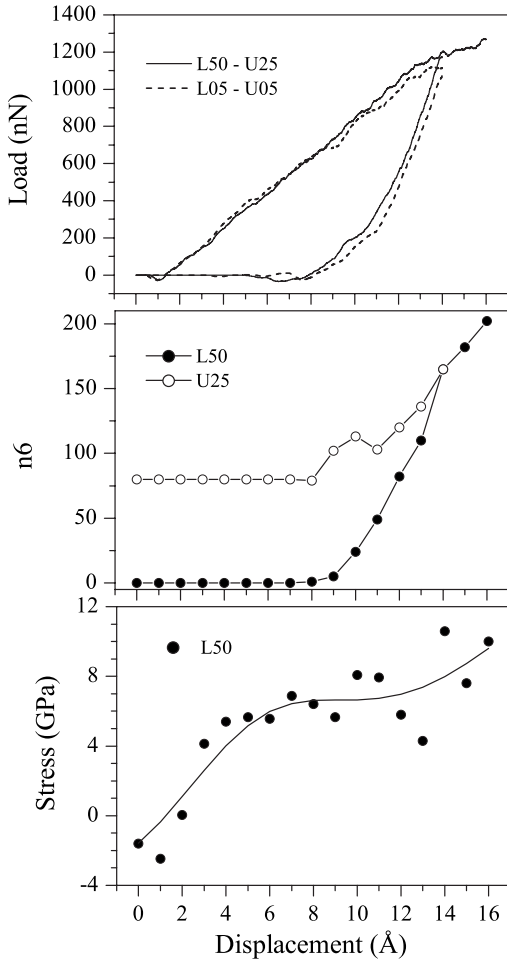 1400
1200
1000
800
600
400
200
0
Load (nN)
L50 - U25
L05 - U05
200
150
100
50
0
n6
L50
U25
12
8
4
0
-4
Stress (GPa)
L50
0 2 4 6 8 10 12 14 16
Displacement (Å)